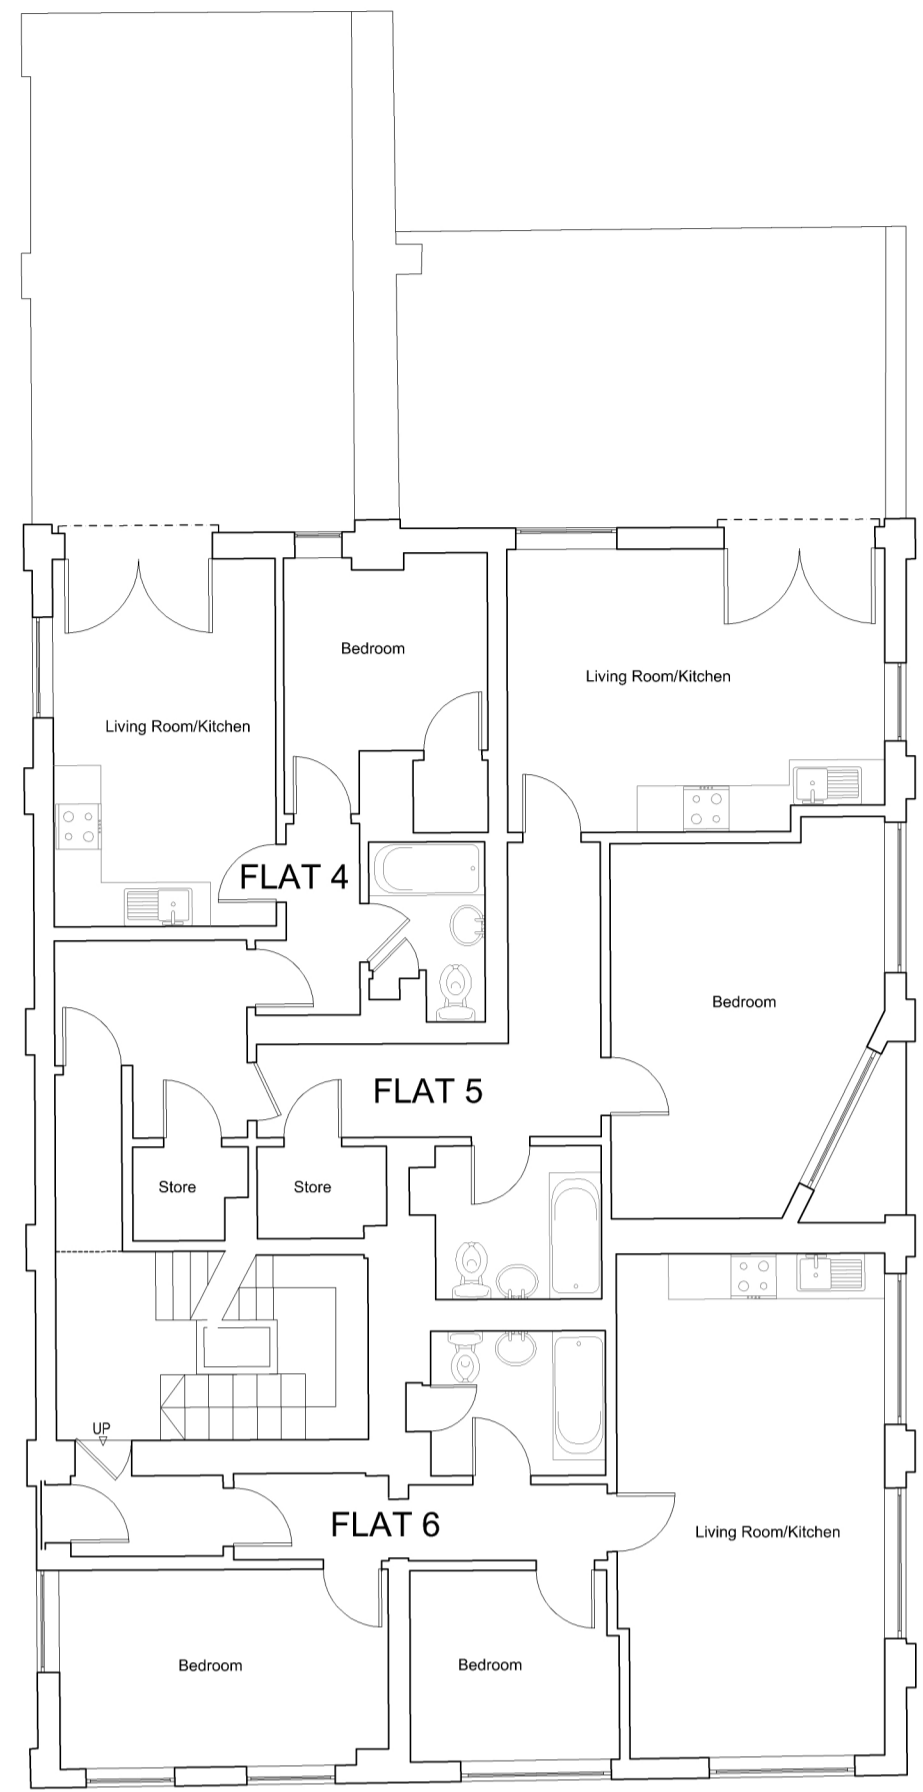 Bedroom
Living Room/Kitchen
Living Room/Kitchen
FLAT 4
Bedroom
FLAT 5
Store
Store
UP
FLAT 6
Living Room/Kitchen
Bedroom
Bedroom